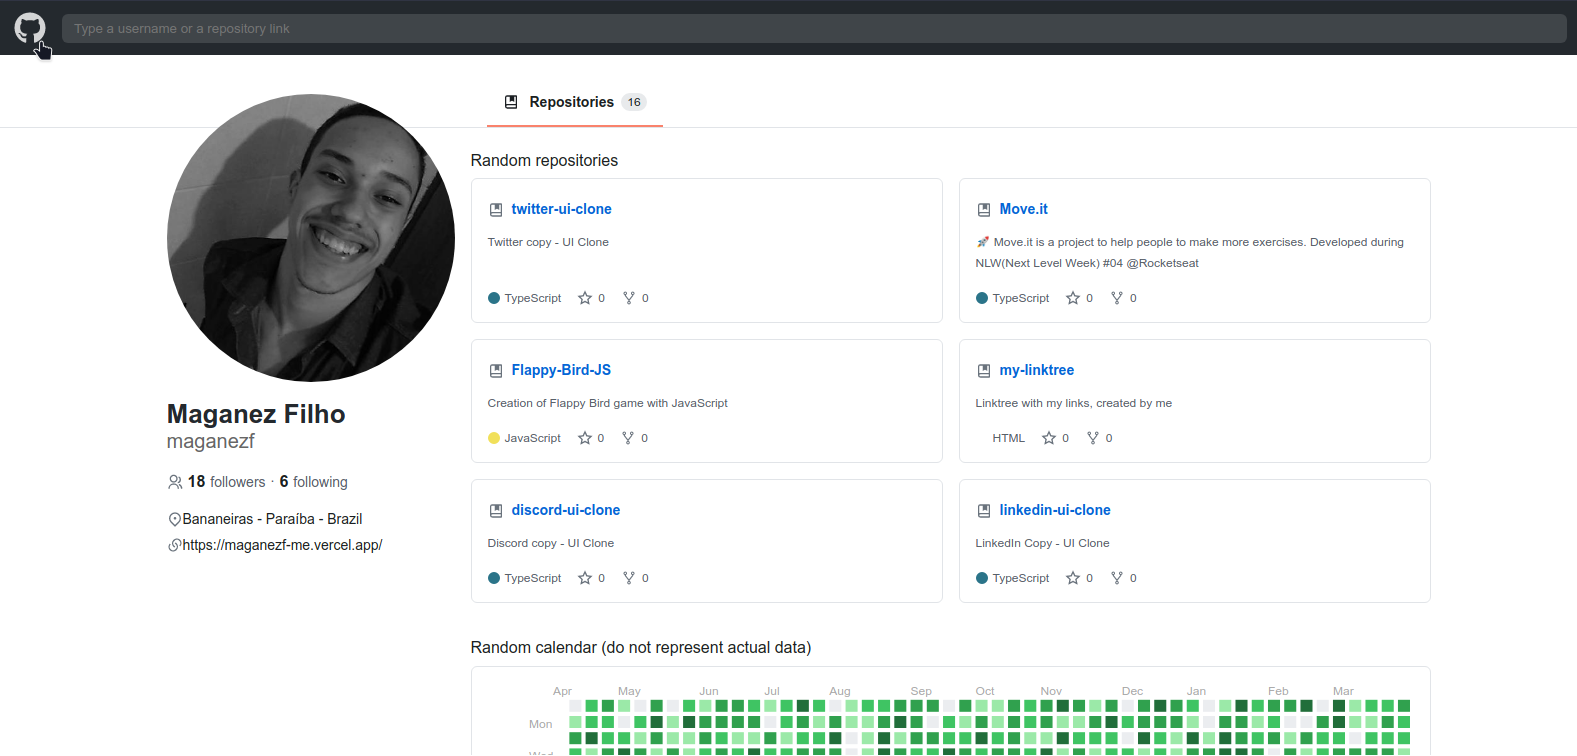 Type a username or a repository link
Repositories 16
Random repositories
twitter-ui-clone
Twitter copy - UI Clone
TypeScript 0 0
Move.it
🚀 Move.it is a project to help people to make more exercises. Developed during
NLW(Next Level Week) #04 @Rocketseat
TypeScript 0 0
Flappy-Bird-JS
Creation of Flappy Bird game with JavaScript
JavaScript 0 0
my-linktree
Linktree with my links, created by me
HTML 0 0
discord-ui-clone
Discord copy - UI Clone
TypeScript 0 0
linkedin-ui-clone
LinkedIn Copy - UI Clone
TypeScript 0 0
Maganez Filho
maganezf
18 followers · 6 following
Bananeiras - Paraíba - Brazil
https://maganezf-me.vercel.app/
Random calendar (do not represent actual data)
Apr May Jun Jul Aug Sep Oct Nov Dec Jan Feb Mar
Mon
Wed